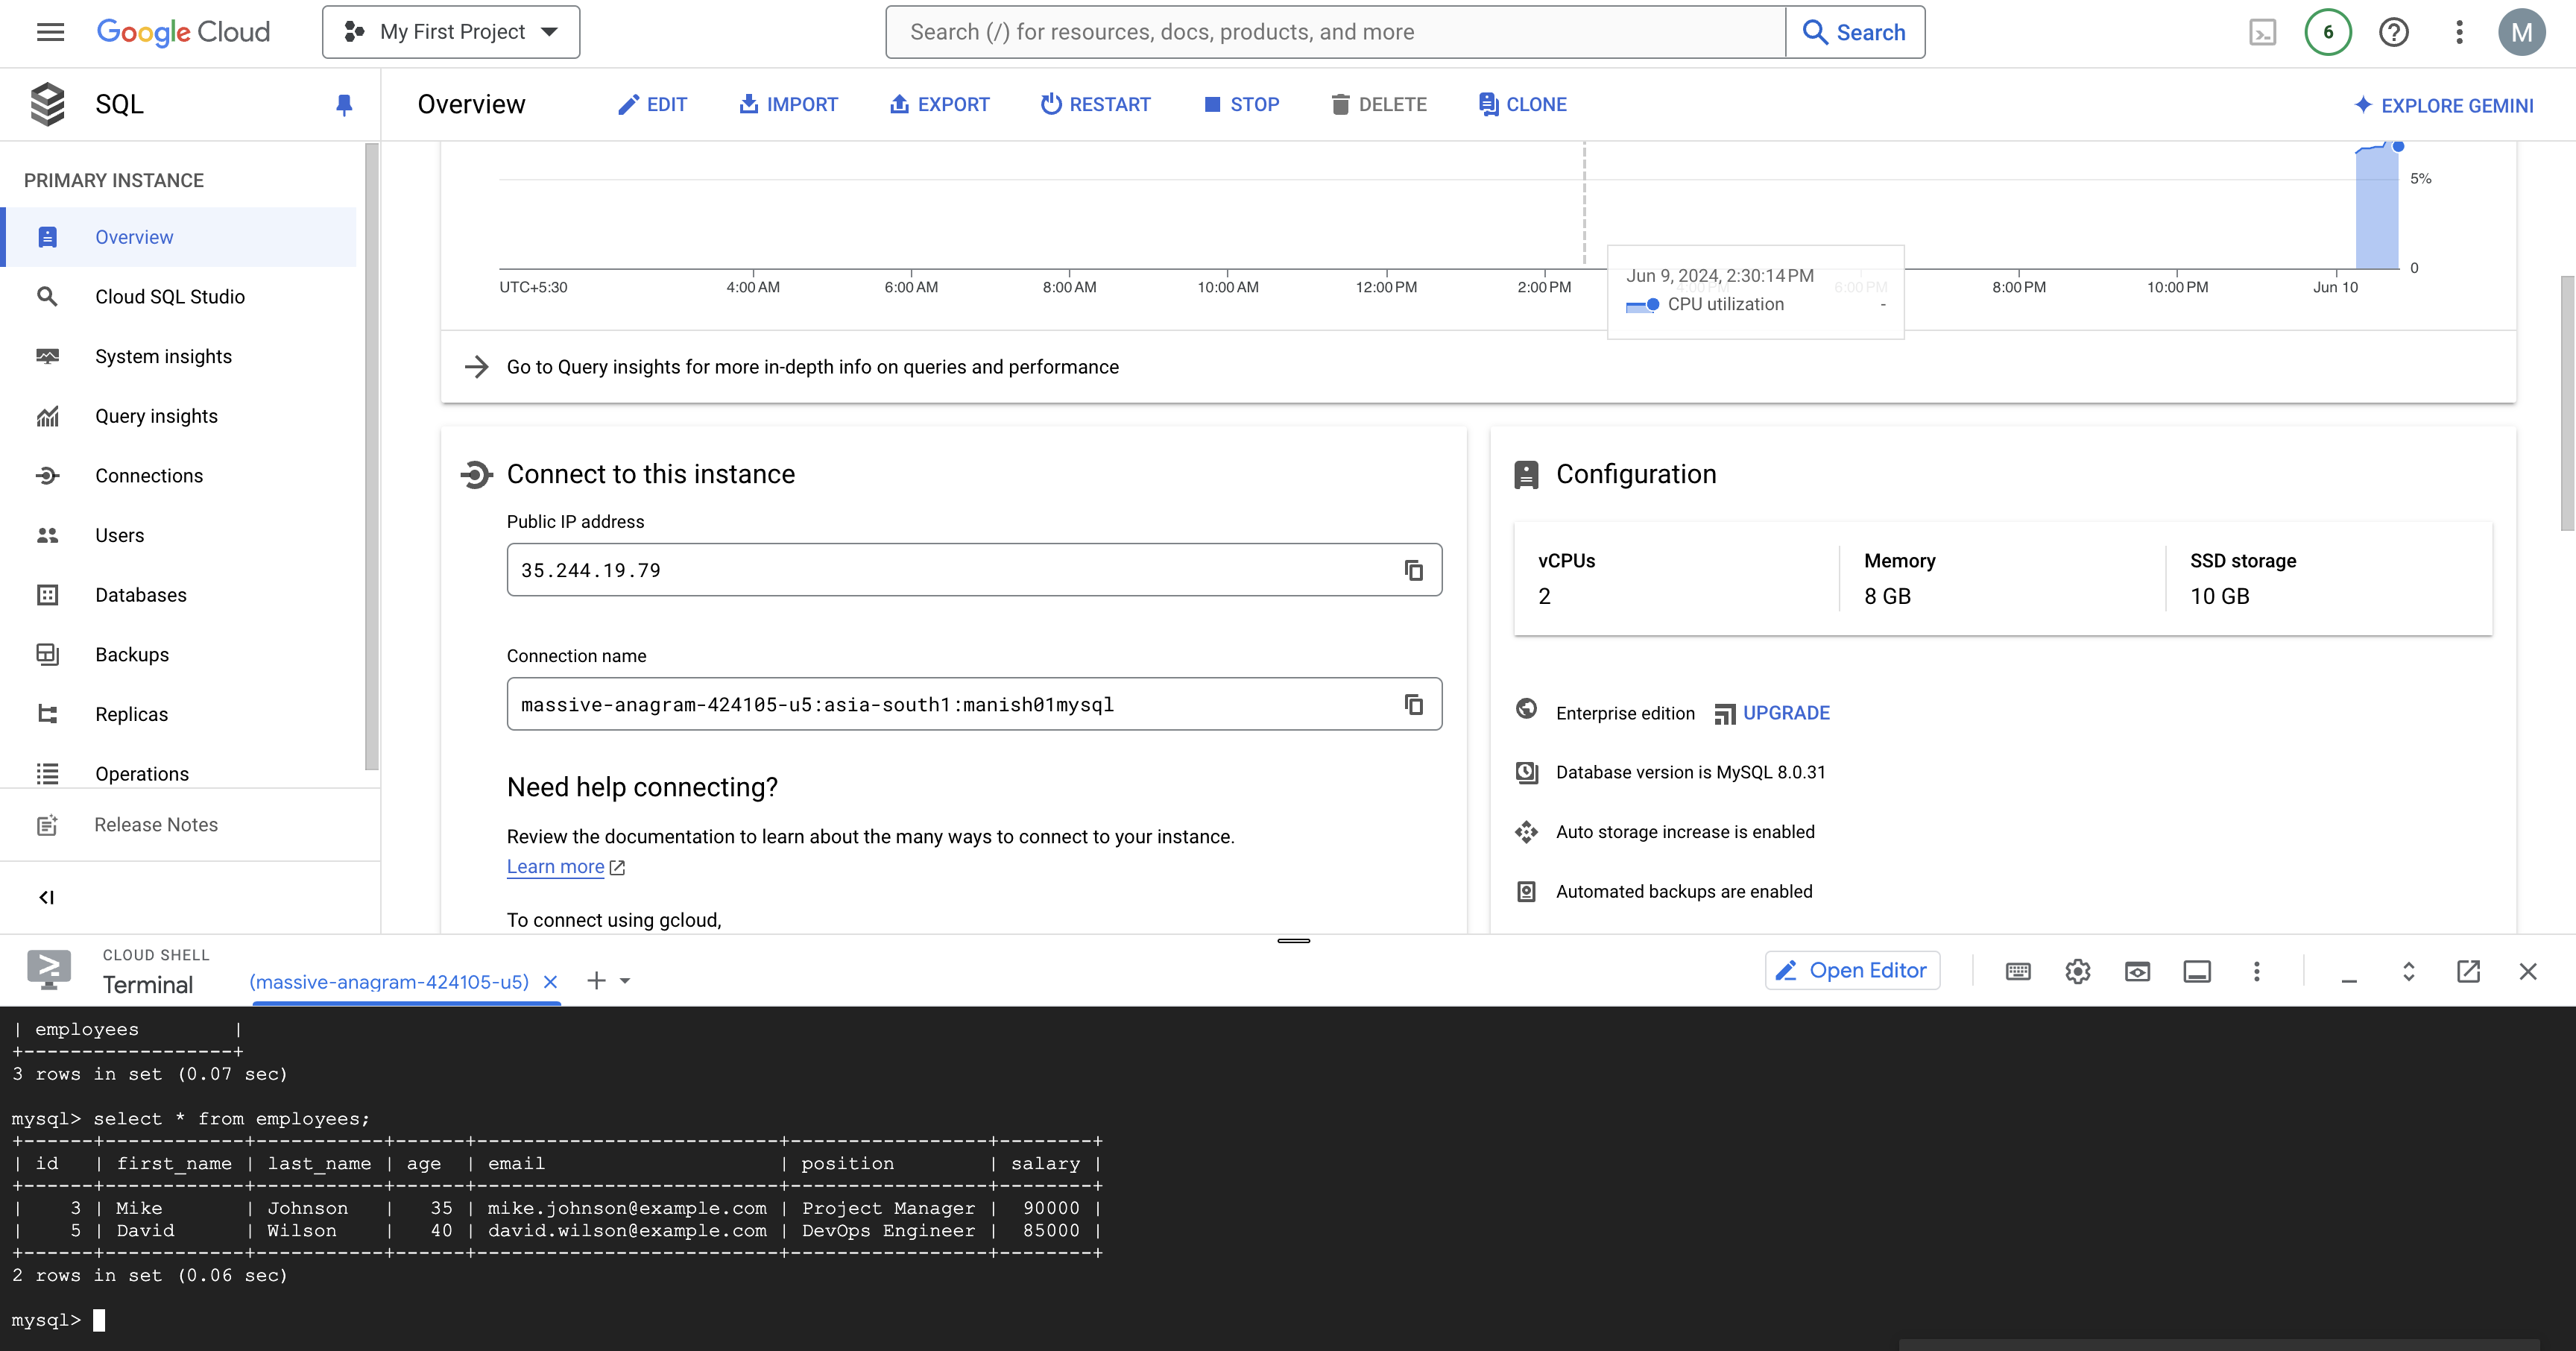 Google Cloud
My First Project
Search (/) for resources, docs, products, and more
Search
6
M
SQL
Overview
EDIT
IMPORT
EXPORT
RESTART
STOP
DELETE
CLONE
EXPLORE GEMINI
PRIMARY INSTANCE
Overview
Cloud SQL Studio
System insights
Query insights
Connections
Users
Databases
Backups
Replicas
Operations
Release Notes
5%
0
UTC+5:30
4:00 AM
6:00 AM
8:00 AM
10:00 AM
12:00 PM
2:00 PM
4:00 PM
6:00 PM
8:00 PM
10:00 PM
Jun 10
Jun 9, 2024, 2:30:14 PM
CPU utilization -
Go to Query insights for more in-depth info on queries and performance
Connect to this instance
Public IP address
35.244.19.79
Connection name
massive-anagram-424105-u5:asia-south1:manish01mysql
Need help connecting?
Review the documentation to learn about the many ways to connect to your instance.
Learn more
To connect using gcloud,
Configuration
vCPUs
2
Memory
8 GB
SSD storage
10 GB
Enterprise edition UPGRADE
Database version is MySQL 8.0.31
Auto storage increase is enabled
Automated backups are enabled
CLOUD SHELL
Terminal
(massive-anagram-424105-u5)
Open Editor
| employees        |
+------------------+
3 rows in set (0.07 sec)
mysql> select * from employees;
+------+------------+-----------+------+--------------------------+-----------------+--------+
| id   | first_name | last_name | age  | email                    | position        | salary |
+------+------------+-----------+------+--------------------------+-----------------+--------+
|    3 | Mike       | Johnson   |   35 | mike.johnson@example.com | Project Manager |  90000 |
|    5 | David      | Wilson    |   40 | david.wilson@example.com | DevOps Engineer |  85000 |
+------+------------+-----------+------+--------------------------+-----------------+--------+
2 rows in set (0.06 sec)
mysql>